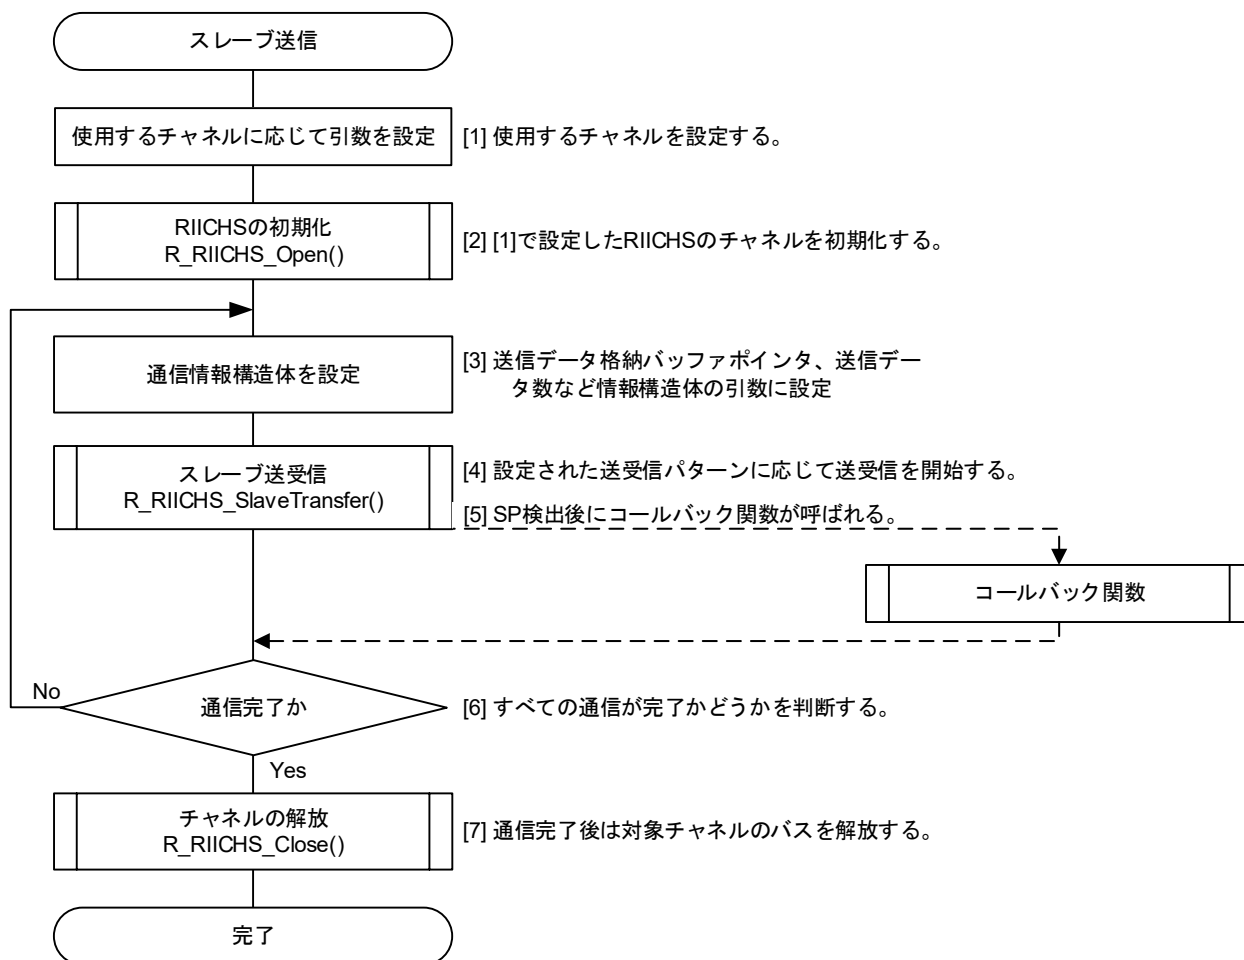 スレーブ送信
使用するチャネルに応じて引数を設定
[1] 使用するチャネルを設定する。
RIICHSの初期化
R_RIICHS_Open()
[2] [1]で設定したRIICHSのチャネルを初期化する。
通信情報構造体を設定
[3] 送信データ格納バッファポインタ、送信デー
タ数など情報構造体の引数に設定
スレーブ送受信
R_RIICHS_SlaveTransfer()
[4] 設定された送受信パターンに応じて送受信を開始する。
[5] SP検出後にコールバック関数が呼ばれる。
コールバック関数
No
通信完了か
[6] すべての通信が完了かどうかを判断する。
Yes
チャネルの解放
R_RIICHS_Close()
[7] 通信完了後は対象チャネルのバスを解放する。
完了